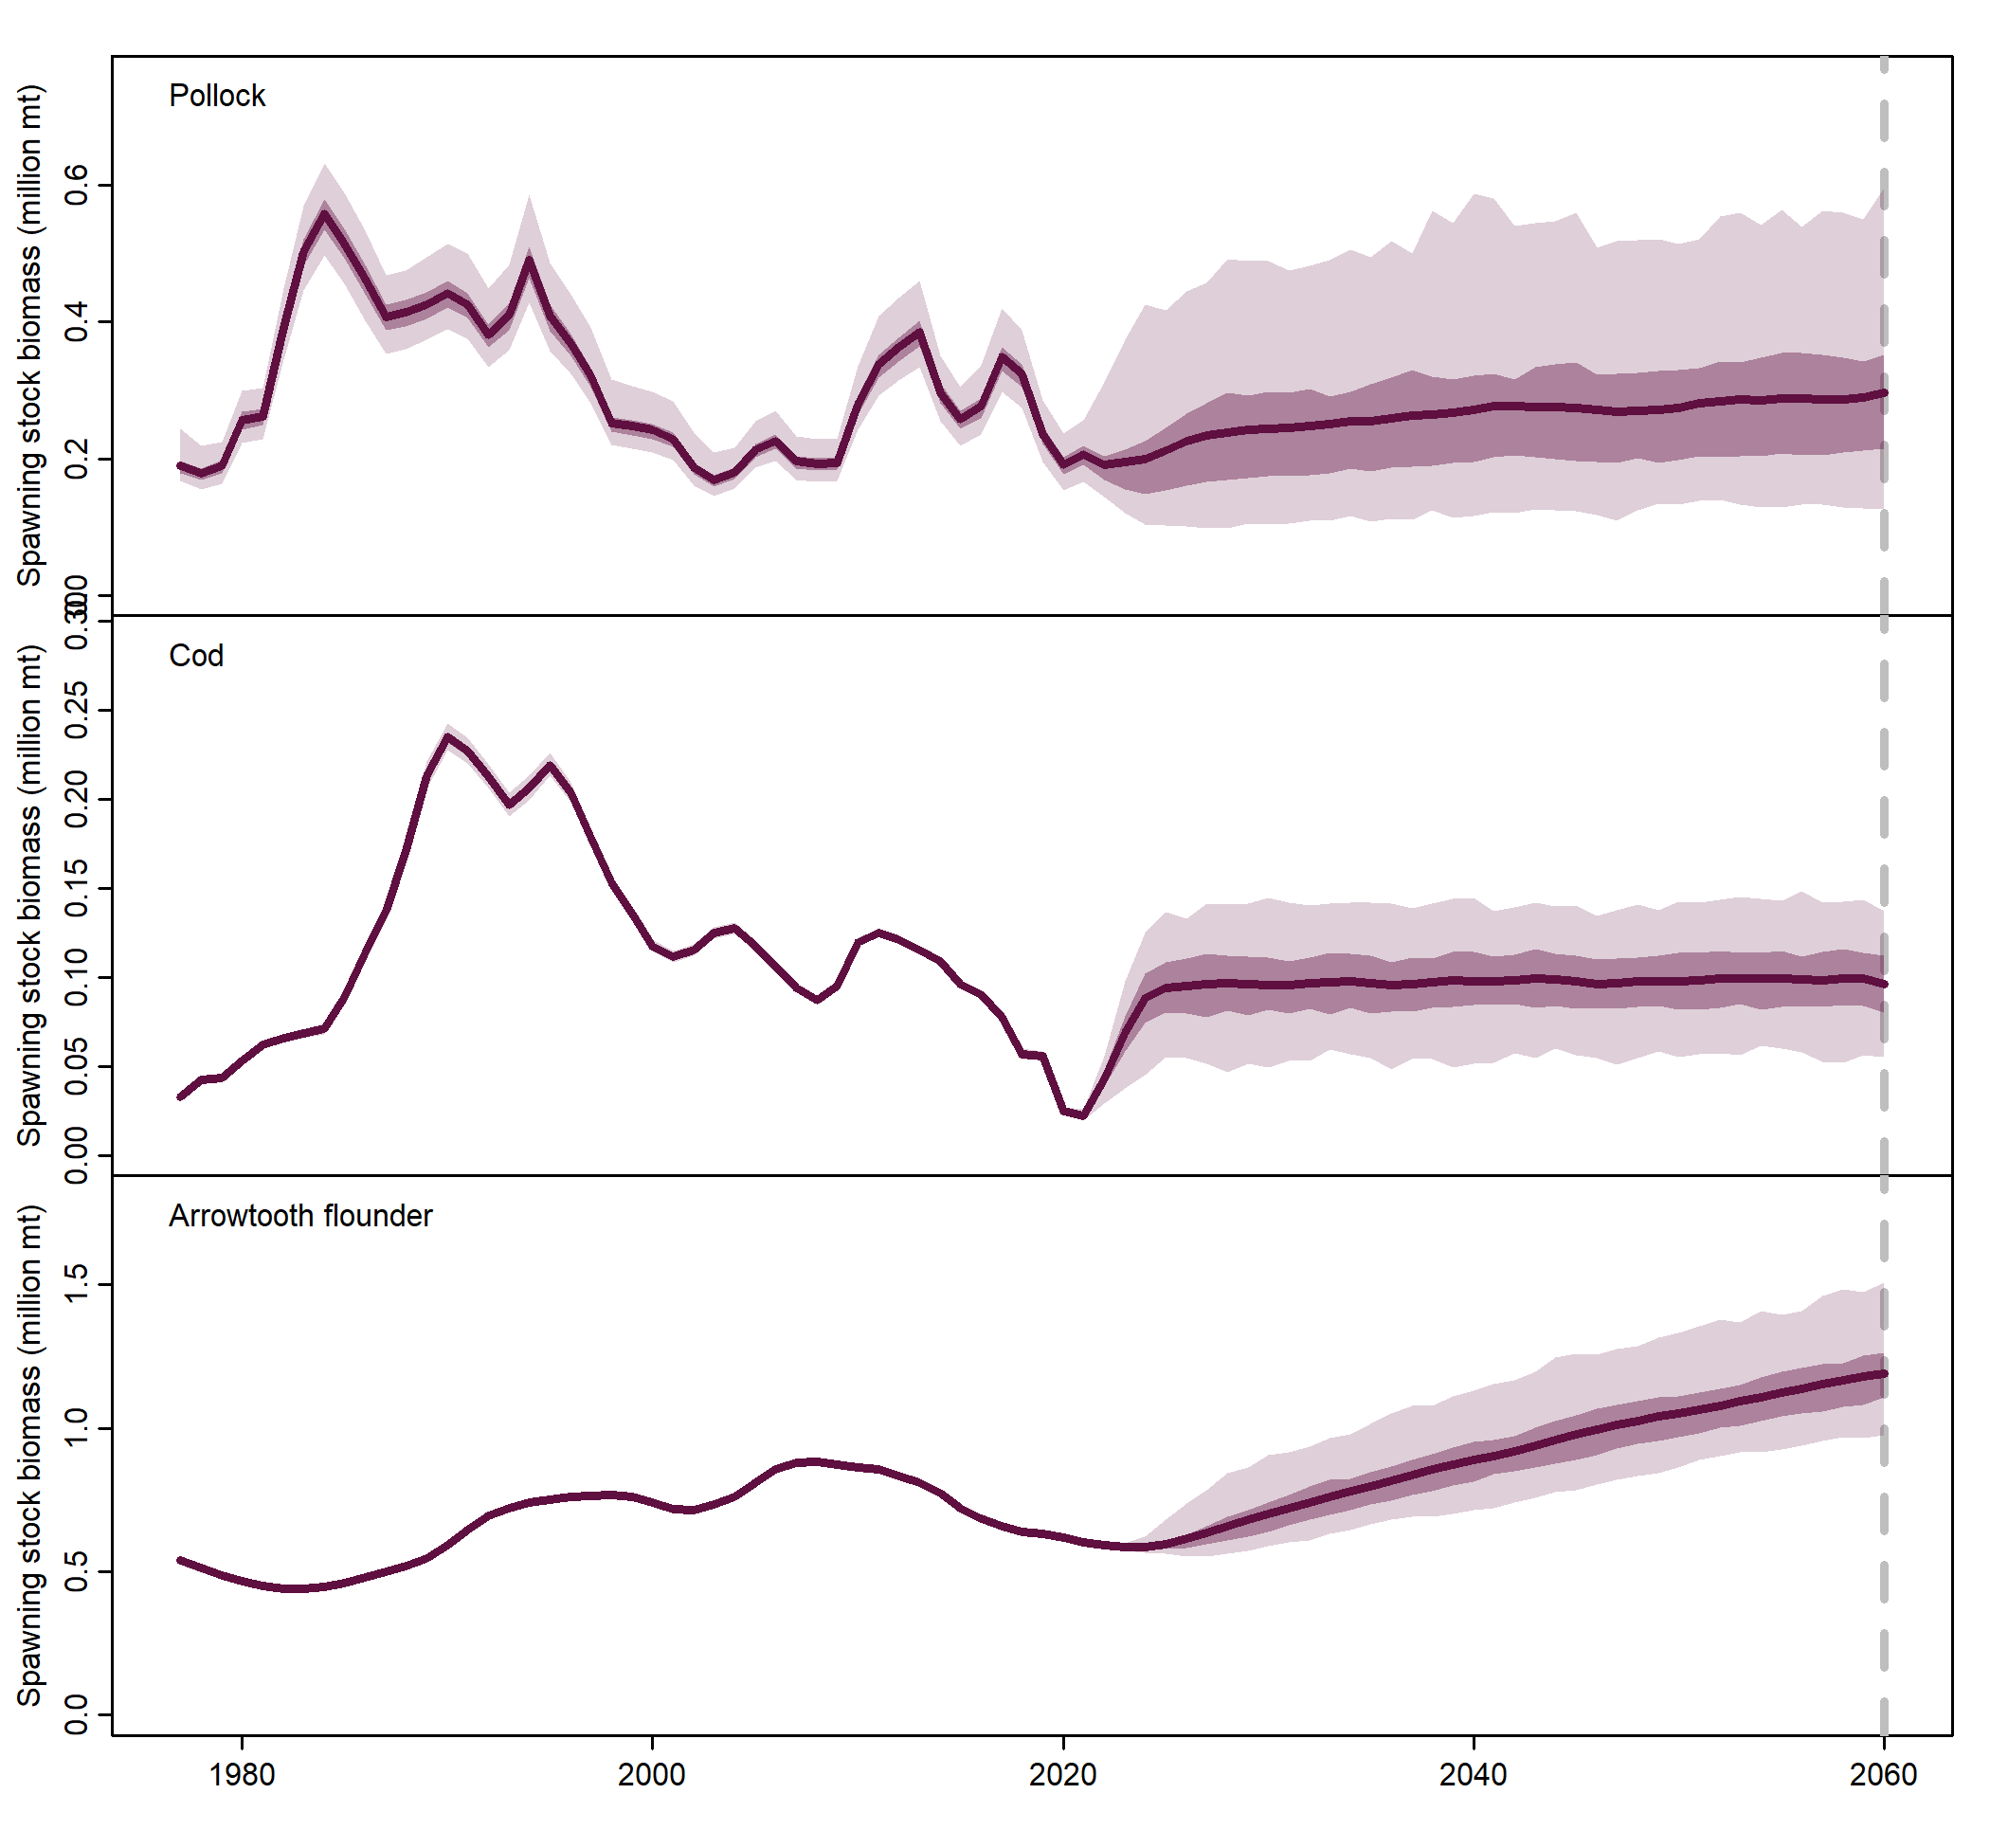 Pollock
Spawning stock biomass (million mt)
0.6
0.4
0.2
0.0
Cod
Spawning stock biomass (million mt)
0.30
0.25
0.20
0.15
0.10
0.05
0.00
Arrowtooth flounder
Spawning stock biomass (million mt)
1.5
1.0
0.5
0.0
1980 2000 2020 2040 2060